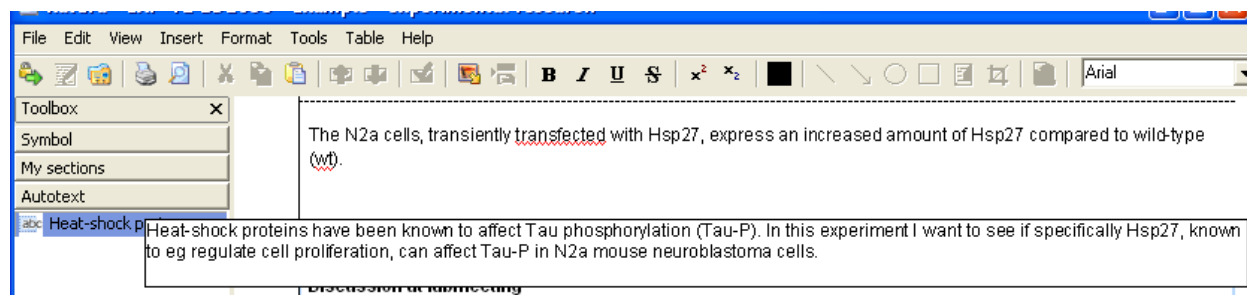 File Edit View Insert Format Tools Table Help
B I U S x² x₂ Arial
Toolbox X
Symbol
My sections
Autotext
abc Heat-shock
The N2a cells, transiently transfected with Hsp27, express an increased amount of Hsp27 compared to wild-type
(wt).
Heat-shock proteins have been known to affect Tau phosphorylation (Tau-P). In this experiment I want to see if specifically Hsp27, known
to eg regulate cell proliferation, can affect Tau-P in N2a mouse neuroblastoma cells.